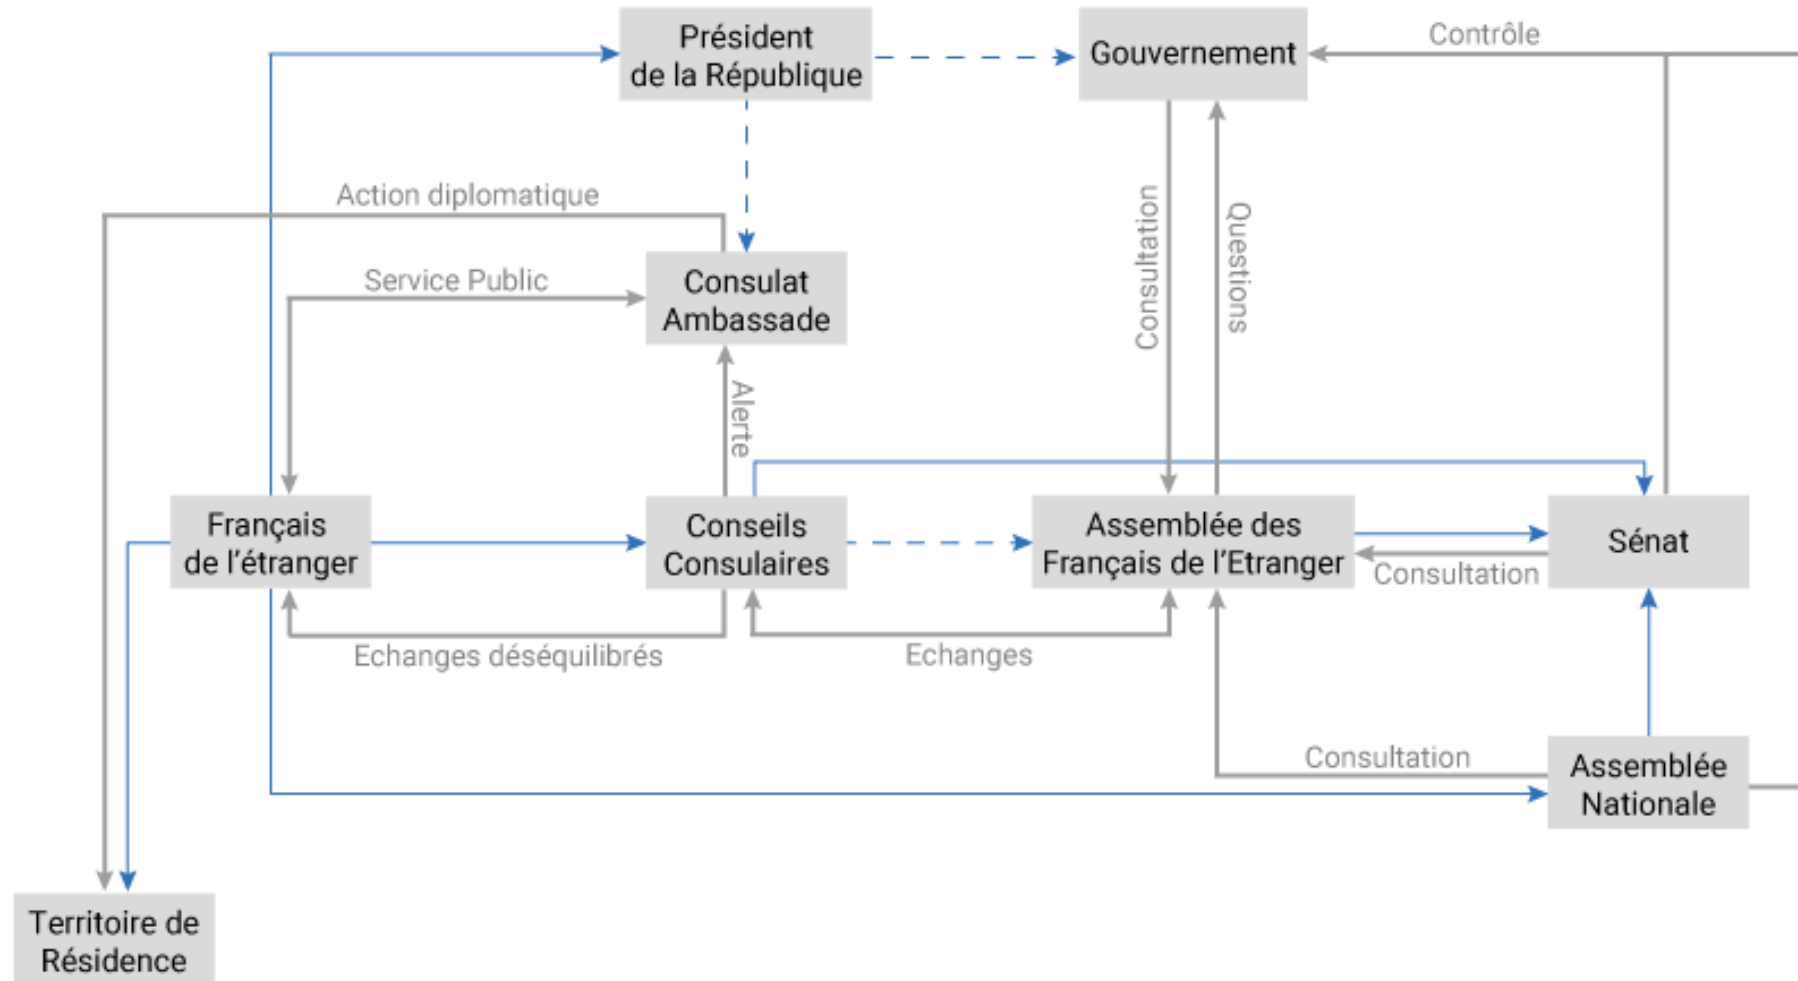 Président
de la République
Gouvernement
Contrôle
Action diplomatique
Service Public
Consulat
Ambassade
Consultation
Questions
Alerte
Français
de l'étranger
Conseils
Consulaires
Assemblée des
Français de l'Etranger
Sénat
Consultation
Echanges déséquilibrés
Echanges
Consultation
Assemblée
Nationale
Territoire de
Résidence